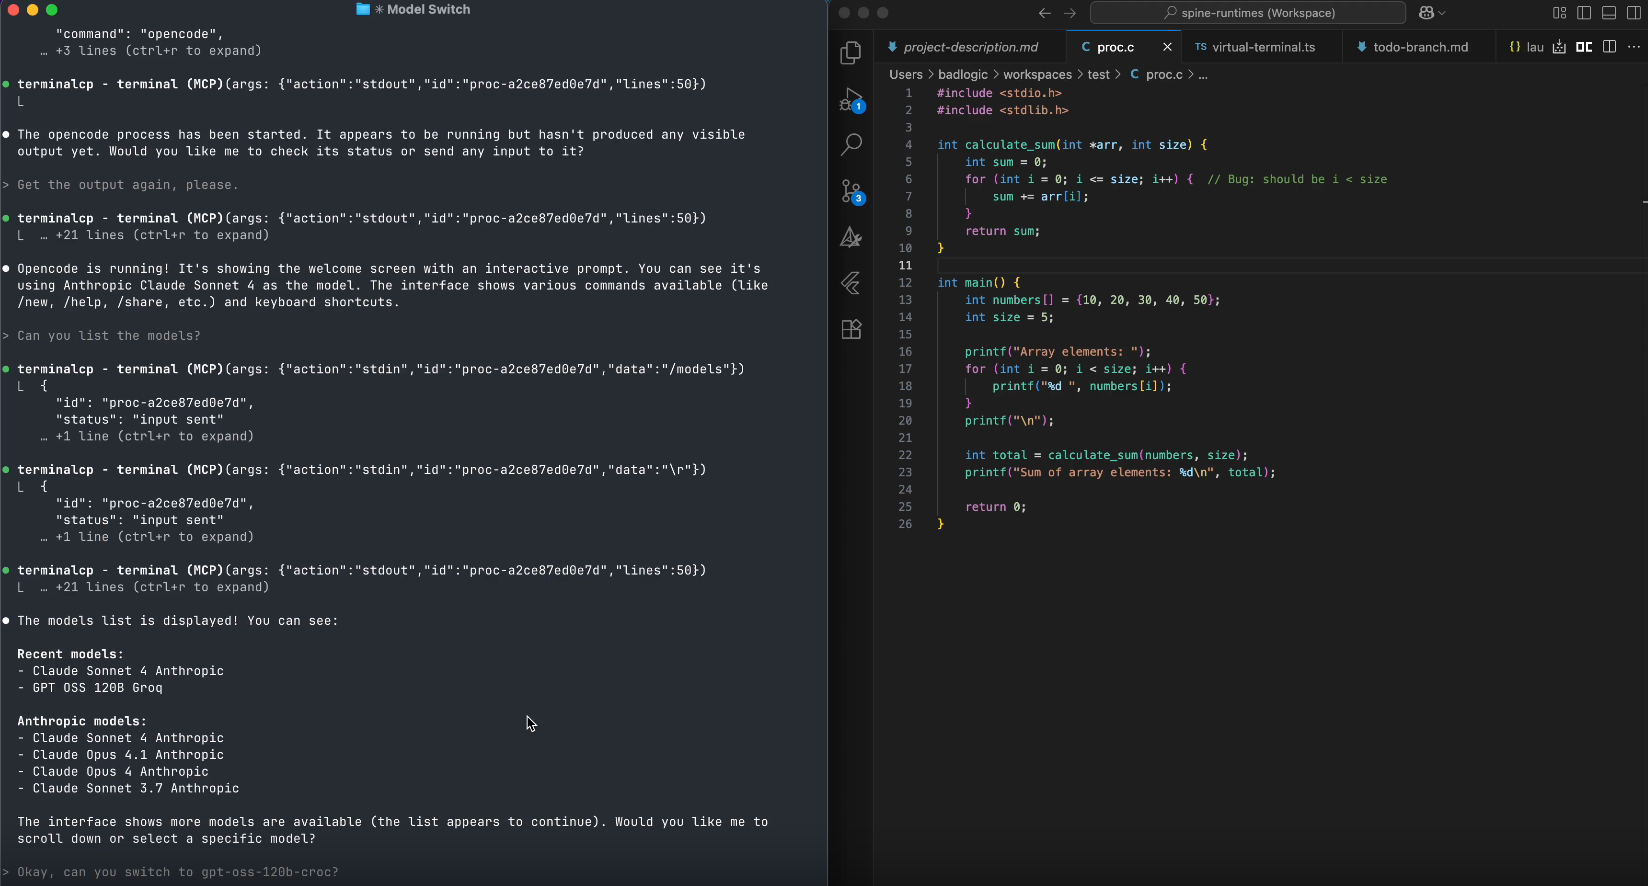 ✳ Model Switch
"command": "opencode",
… +3 lines (ctrl+r to expand)
terminalcp - terminal (MCP)(args: {"action":"stdout","id":"proc-a2ce87ed0e7d","lines":50})
The opencode process has been started. It appears to be running but hasn't produced any visible
output yet. Would you like me to check its status or send any input to it?
> Get the output again, please.
terminalcp - terminal (MCP)(args: {"action":"stdout","id":"proc-a2ce87ed0e7d","lines":50})
… +21 lines (ctrl+r to expand)
Opencode is running! It's showing the welcome screen with an interactive prompt. You can see it's
using Anthropic Claude Sonnet 4 as the model. The interface shows various commands available (like
/new, /help, /share, etc.) and keyboard shortcuts.
> Can you list the models?
terminalcp - terminal (MCP)(args: {"action":"stdin","id":"proc-a2ce87ed0e7d","data":"/models"})
{
"id": "proc-a2ce87ed0e7d",
"status": "input sent"
… +1 line (ctrl+r to expand)
terminalcp - terminal (MCP)(args: {"action":"stdin","id":"proc-a2ce87ed0e7d","data":"\r"})
{
"id": "proc-a2ce87ed0e7d",
"status": "input sent"
… +1 line (ctrl+r to expand)
terminalcp - terminal (MCP)(args: {"action":"stdout","id":"proc-a2ce87ed0e7d","lines":50})
… +21 lines (ctrl+r to expand)
The models list is displayed! You can see:
Recent models:
- Claude Sonnet 4 Anthropic
- GPT OSS 120B Groq
Anthropic models:
- Claude Sonnet 4 Anthropic
- Claude Opus 4.1 Anthropic
- Claude Opus 4 Anthropic
- Claude Sonnet 3.7 Anthropic
The interface shows more models are available (the list appears to continue). Would you like me to
scroll down or select a specific model?
> Okay, can you switch to gpt-oss-120b-croc?
spine-runtimes (Workspace)
project-description.md
C proc.c
TS virtual-terminal.ts
todo-branch.md
{} lau
Users > badlogic > workspaces > test > C proc.c > ...
1
3
1 #include <stdio.h>
2 #include <stdlib.h>
3
4 int calculate_sum(int *arr, int size) {
5 int sum = 0;
6 for (int i = 0; i <= size; i++) { // Bug: should be i < size
7 sum += arr[i];
8 }
9 return sum;
10 }
11
12 int main() {
13 int numbers[] = {10, 20, 30, 40, 50};
14 int size = 5;
15
16 printf("Array elements: ");
17 for (int i = 0; i < size; i++) {
18 printf("%d ", numbers[i]);
19 }
20 printf("\n");
21
22 int total = calculate_sum(numbers, size);
23 printf("Sum of array elements: %d\n", total);
24
25 return 0;
26 }